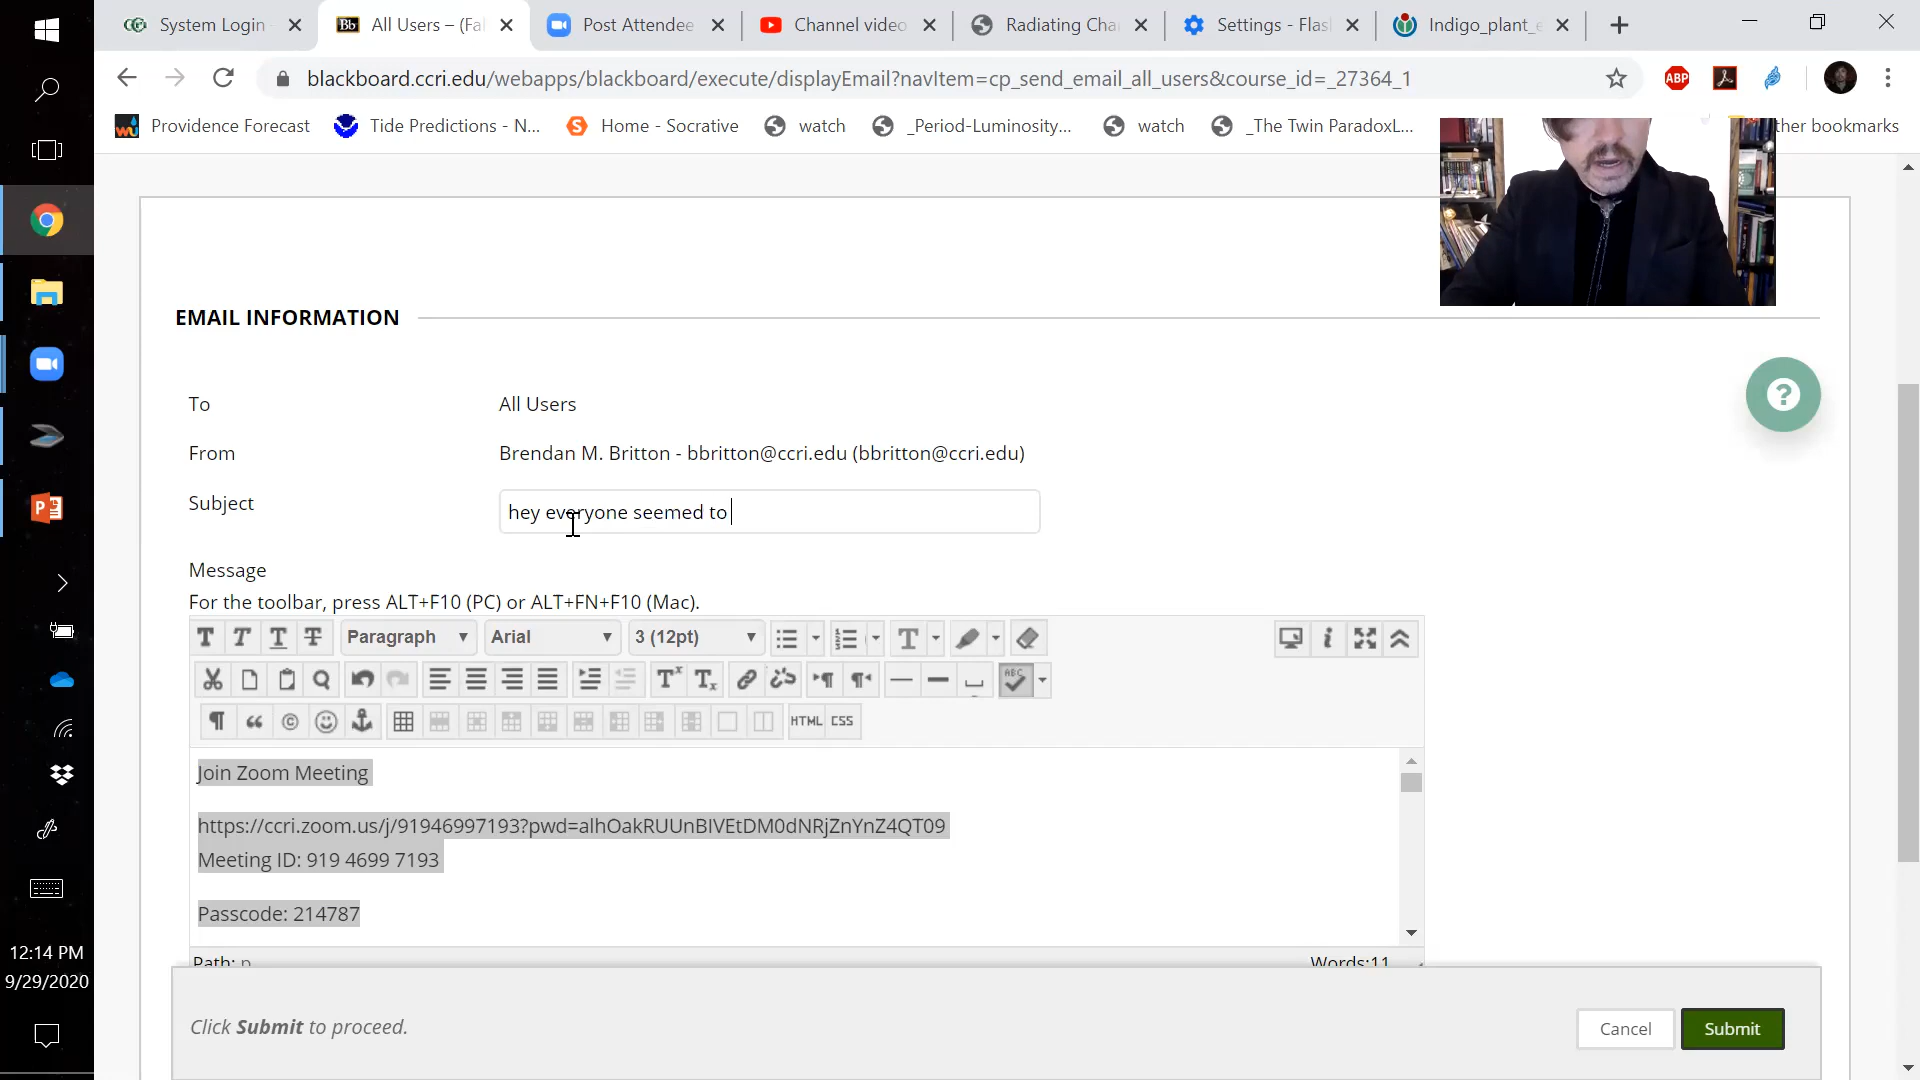 System Login
All Users – (Fal
Post Attendee
Channel video
Radiating Cha
Settings - Flas
Indigo_plant_e
blackboard.ccri.edu/webapps/blackboard/execute/displayEmail?navItem=cp_send_email_all_users&course_id=_27364_1
ABP
Providence Forecast
Tide Predictions - N...
Home - Socrative
watch
_Period-Luminosity...
watch
_The Twin ParadoxL...
ther bookmarks
EMAIL INFORMATION
To All Users
From Brendan M. Britton - bbritton@ccri.edu (bbritton@ccri.edu)
Subject hey everyone seemed to
Message
For the toolbar, press ALT+F10 (PC) or ALT+FN+F10 (Mac).
Paragraph Arial 3 (12pt)
HTML CSS
Join Zoom Meeting
https://ccri.zoom.us/j/91946997193?pwd=alhOakRUUnBIVEtDM0dNRjZnYnZ4QT09
Meeting ID: 919 4699 7193
Passcode: 214787
Path: p Words:11
Click Submit to proceed.
Cancel Submit
12:14 PM
9/29/2020